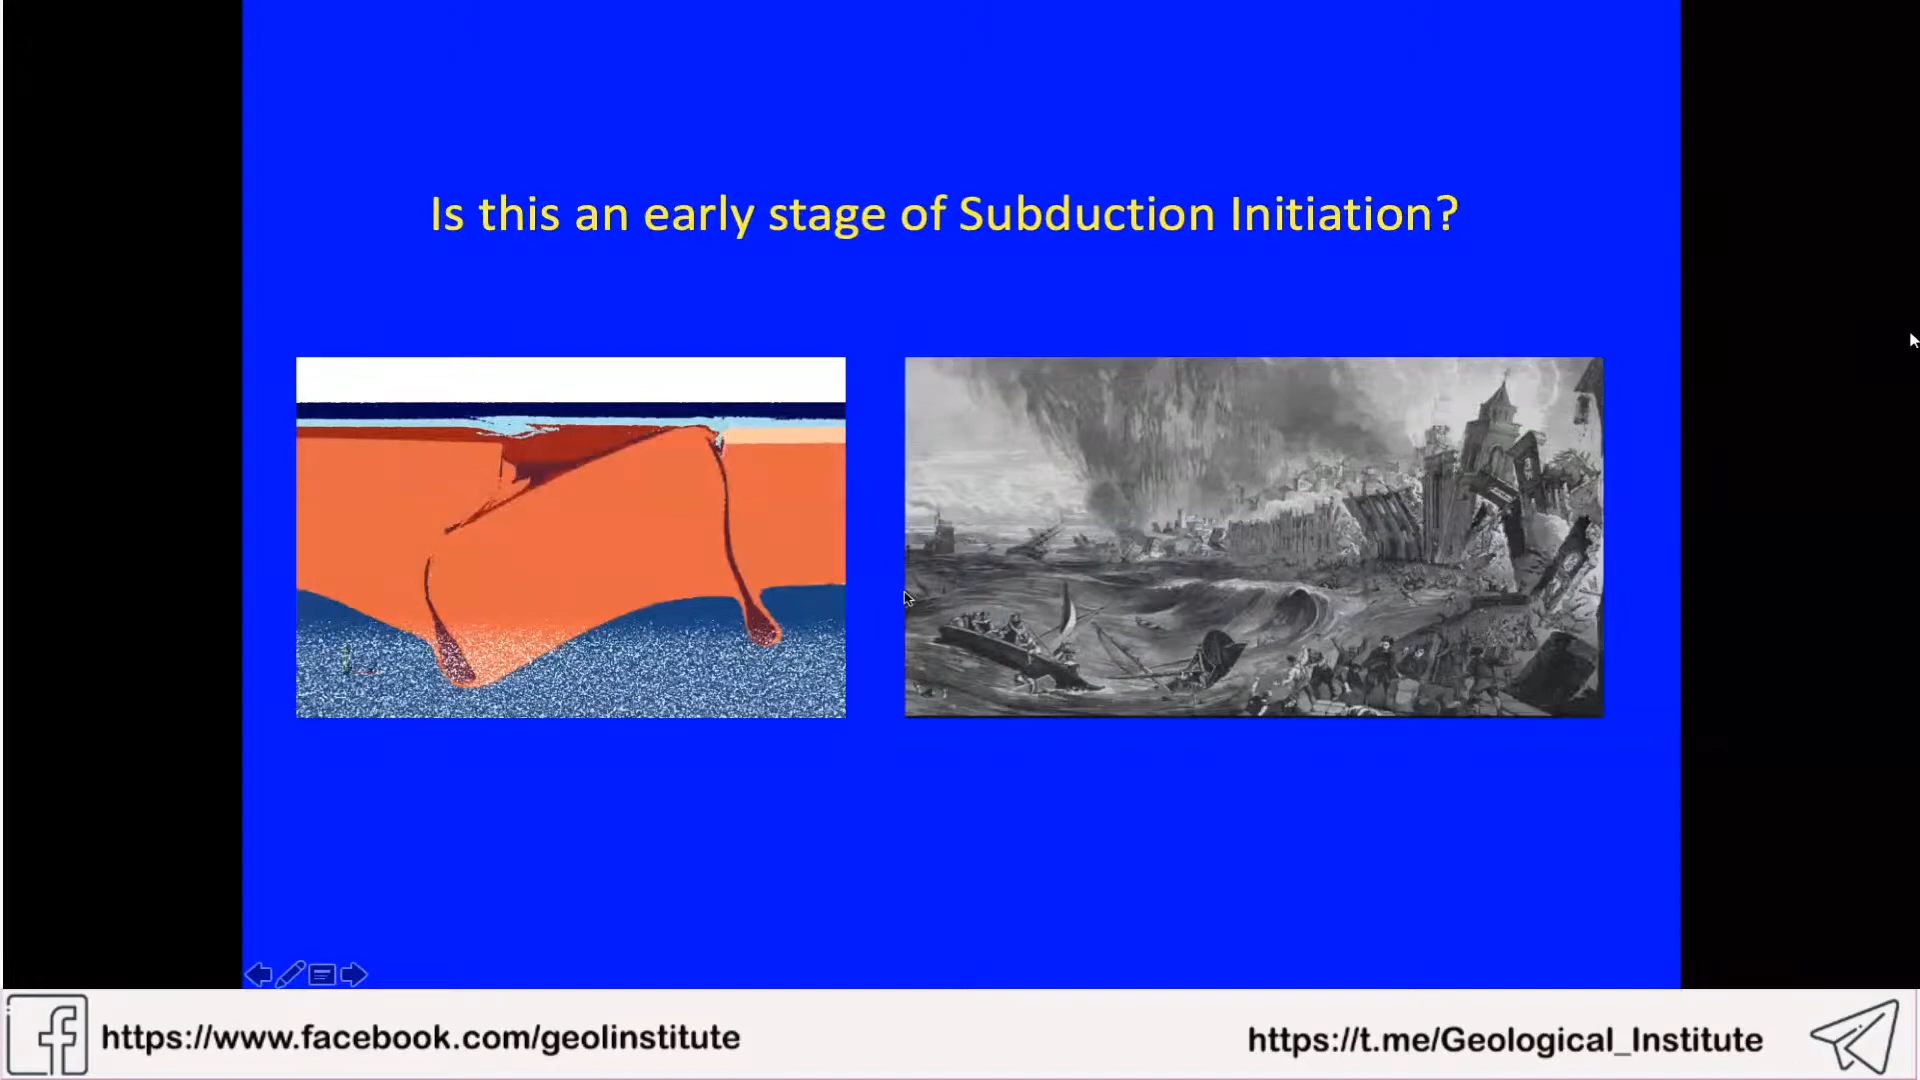 Is this an early stage of Subduction Initiation?
https://www.facebook.com/geolinstitute
https://t.me/Geological_Institute